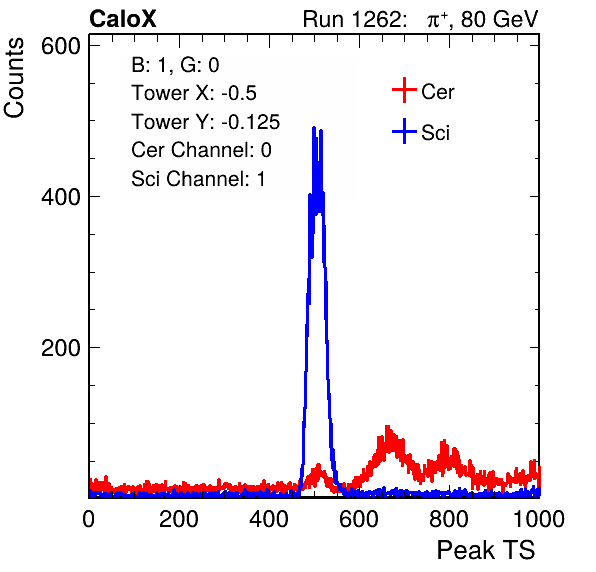 CaloX Run 1262: π⁺, 80 GeV
Counts
600
400
200
B: 1, G: 0
Tower X: -0.5
Tower Y: -0.125
Cer Channel: 0
Sci Channel: 1
Cer
Sci
0 200 400 600 800 1000
Peak TS